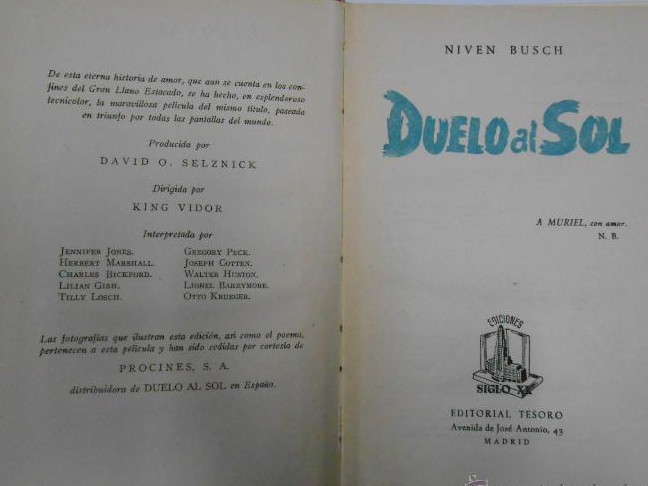 De esta eterna historia de amor, que aun se cuenta en los con-
fines del Gran Llano Estacado, se ha hecho, en esplendoroso
tecnicolor, la maravillosa película del mismo título, paseada
en triunfo por todas las pantallas del mundo.
Producida por
DAVID O. SELZNICK
Dirigida por
KING VIDOR
Interpretada por
JENNIFER JONES. GREGORY PECK.
HERBERT MARSHALL. JOSEPH COTTEN.
CHARLES BICKFORD. WALTER HUSTON.
LILIAN GISH. LIONEL BARRYMORE.
TILLY LOSCH. OTTO KRUEGER.
Las fotografías que ilustran esta edición, así como el poema,
pertenecen a esta película y han sido cedidas por cortesía de
PROCINES, S. A.
distribuidora de DUELO AL SOL en España.
NIVEN BUSCH
DUELO al SOL
A MURIEL, con amor.
N. B.
EDICIONES
SIGLO XX
EDITORIAL TESORO
Avenida de José Antonio, 43
MADRID